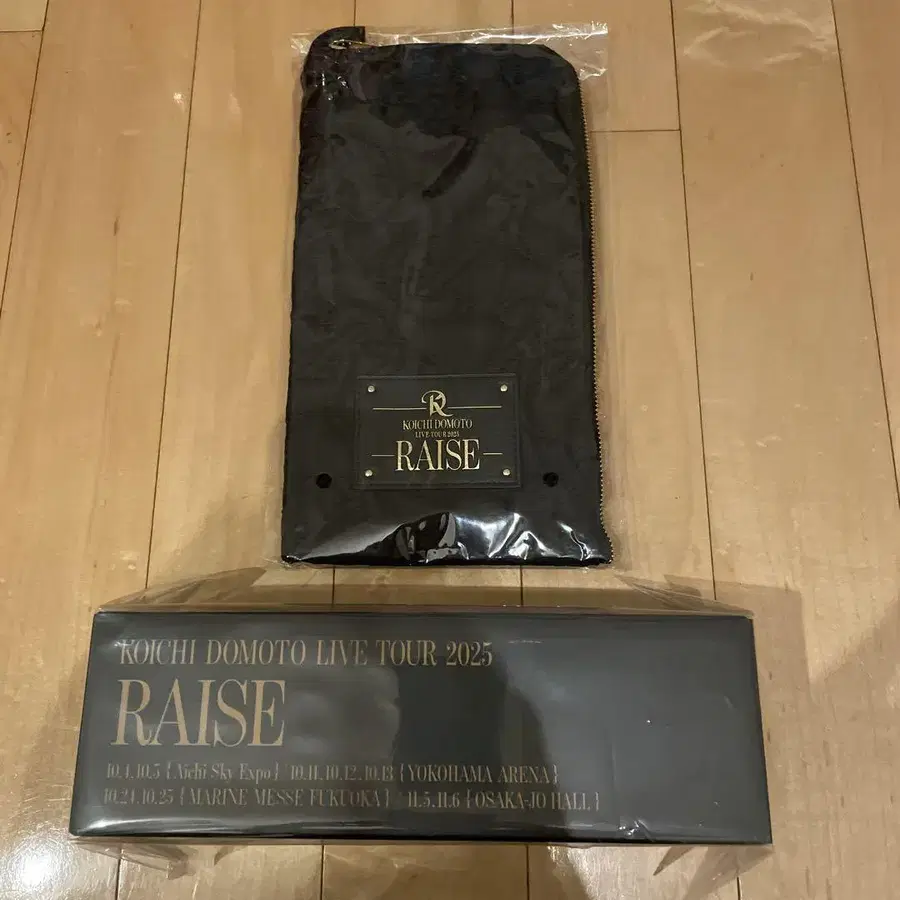 KR
KOICHI DOMOTO
LIVE TOUR 2025
RAISE
KOICHI DOMOTO LIVE TOUR 2025
RAISE
10.4.10.5 { Aichi Sky Expo } 10.11.10.12.10.13 { YOKOHAMA ARENA }
10.24.10.25 { MARINE MESSE FUKUOKA } 11.5.11.6 { OSAKA-JO HALL }